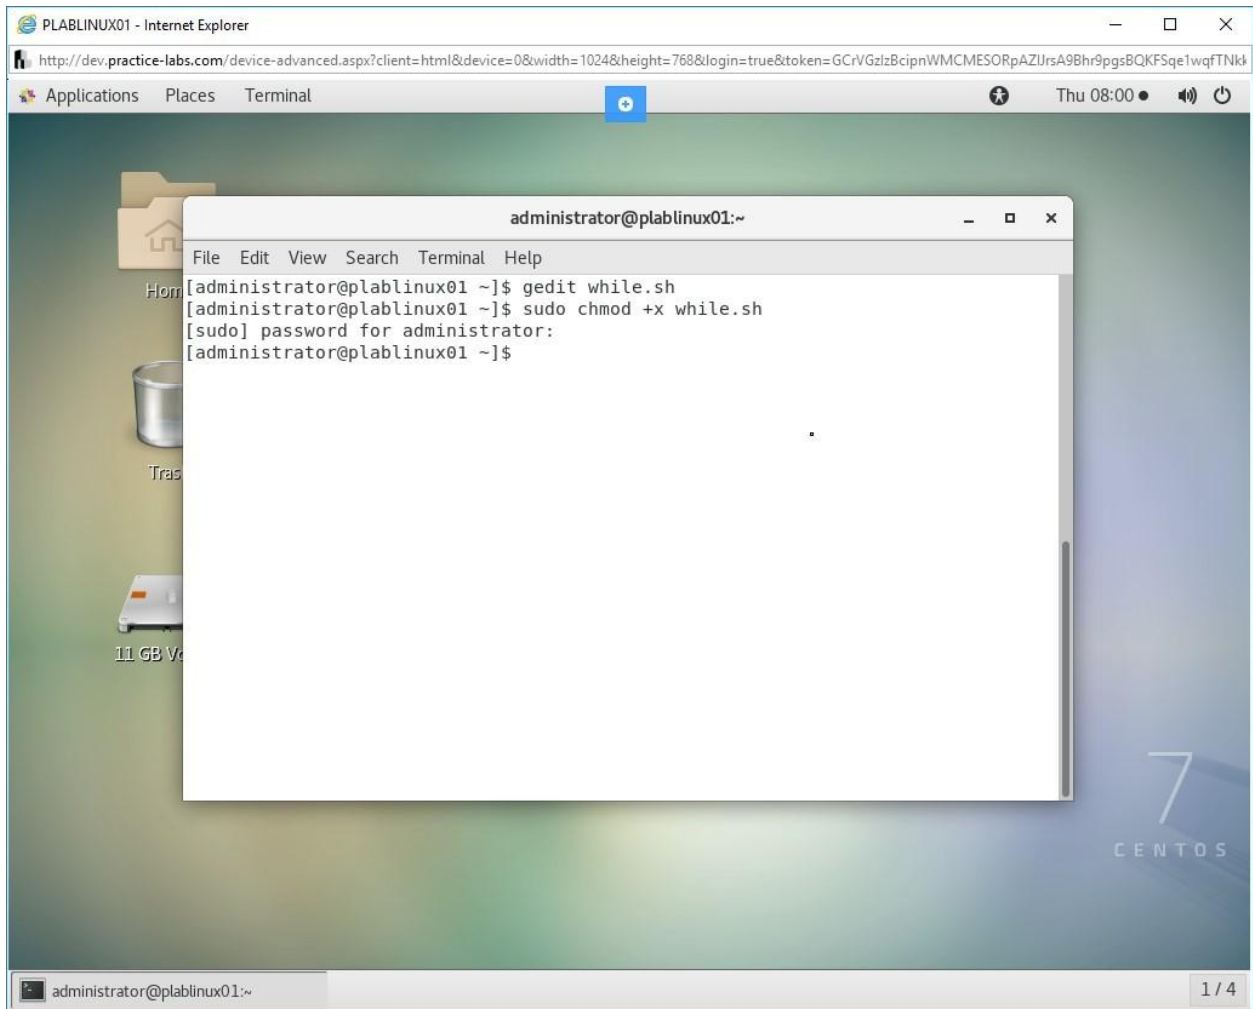 PLABLINUX01 - Internet Explorer
http://dev.practice-labs.com/device-advanced.aspx?client=html&device=0&width=1024&height=768&login=true&token=
Applications Places Terminal Thu 08:00
administrator@plablinux01:~
File Edit View Search Terminal Help
[administrator@plablinux01 ~]$ gedit while.sh
[administrator@plablinux01 ~]$ sudo chmod +x while.sh
[sudo] password for administrator:
[administrator@plablinux01 ~]$
Hom
Tras
11 GB Vo
7
CENTOS
administrator@plablinux01:~
1 / 4